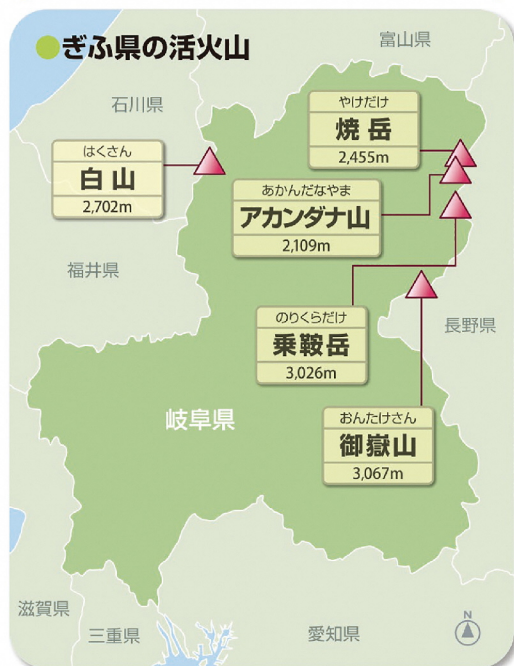 ぎふ県の活火山
富山県
石川県
やけだけ
焼岳
2,455m
はくさん
白山
2,702m
あかんだなやま
アカンダナ山
2,109m
福井県
のりくらだけ
乗鞍岳
3,026m
長野県
岐阜県
おんたけさん
御嶽山
3,067m
滋賀県
三重県
愛知県
N